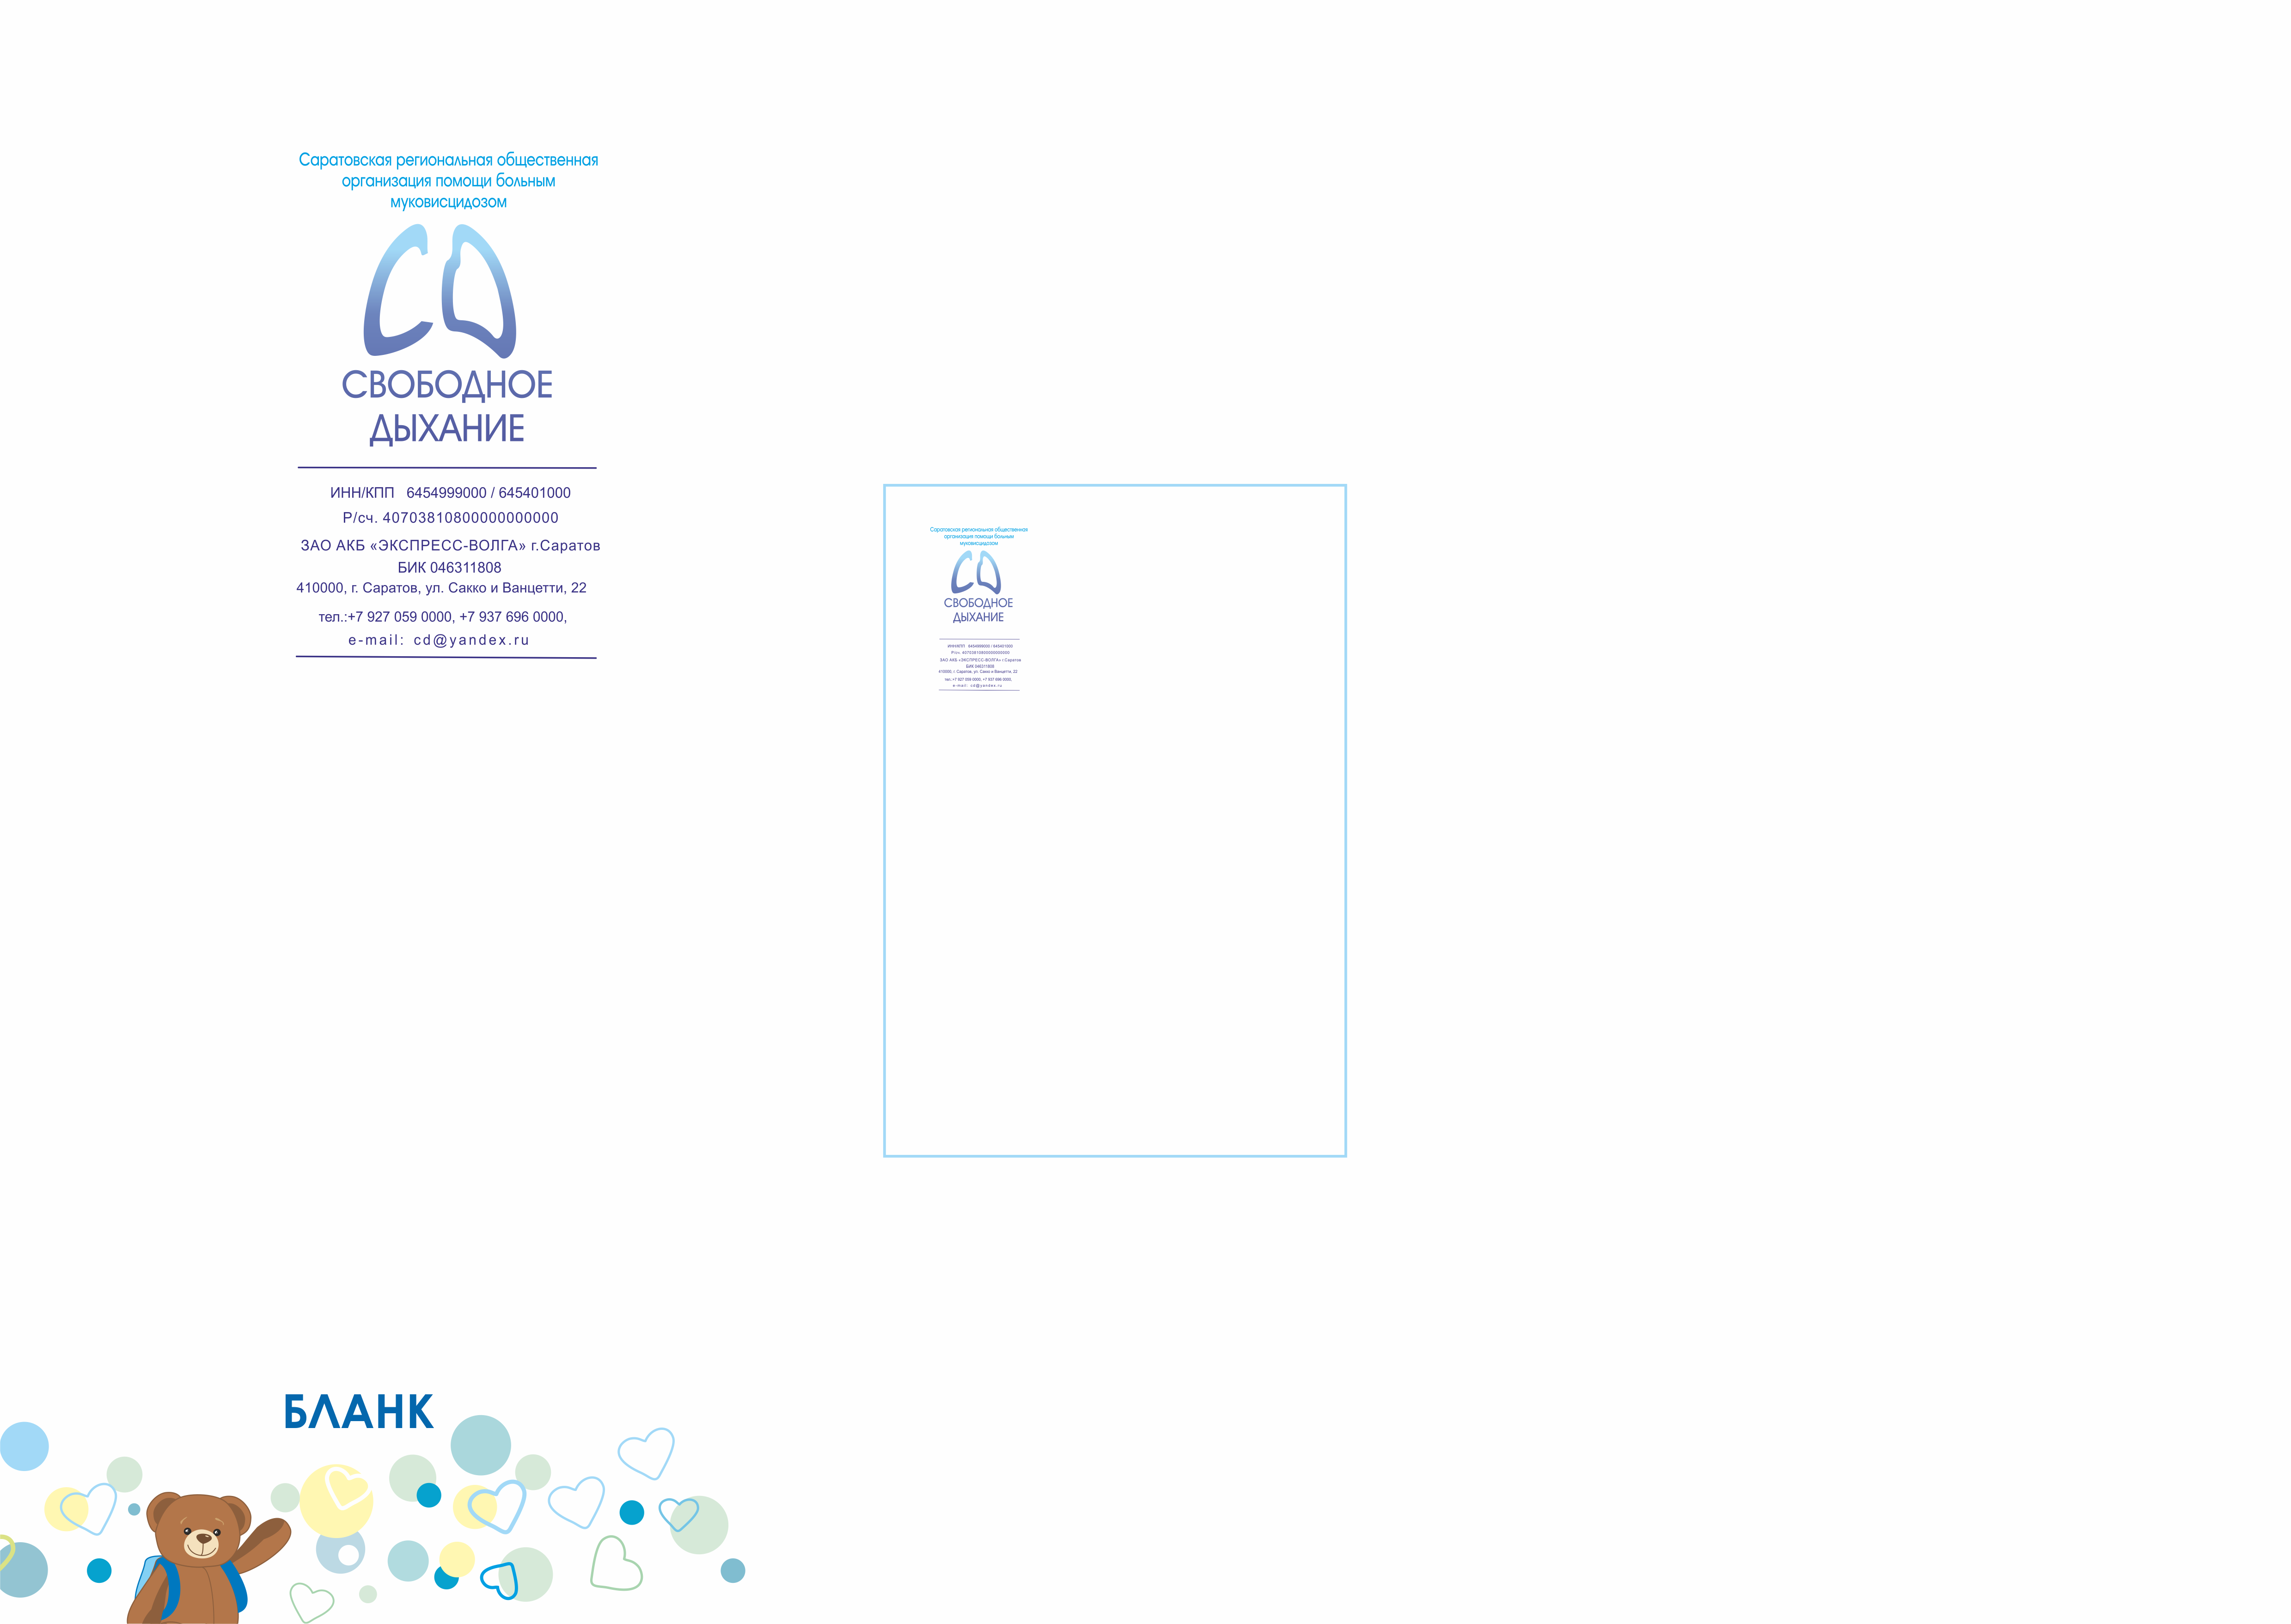 Саратовская региональная общественная
организация помощи больным
муковисцидозом
СВОБОДНОЕ
ДЫХАНИЕ
ИНН/КПП 6454999000 / 645401000
Р/сч. 40703810800000000000
ЗАО АКБ «ЭКСПРЕСС-ВОЛГА» г.Саратов
БИК 046311808
410000, г. Саратов, ул. Сакко и Ванцетти, 22
тел.:+7 927 059 0000, +7 937 696 0000,
e-mail: cd@yandex.ru
Саратовская региональная общественная
организация помощи больным
муковисцидозом
СВОБОДНОЕ
ДЫХАНИЕ
ИНН/КПП 6454999000 / 645401000
Р/сч. 40703810800000000000
ЗАО АКБ «ЭКСПРЕСС-ВОЛГА» г.Саратов
БИК 046311808
410000, г. Саратов, ул. Сакко и Ванцетти, 22
тел.:+7 927 059 0000, +7 937 696 0000,
e-mail: cd@yandex.ru
БЛАНК